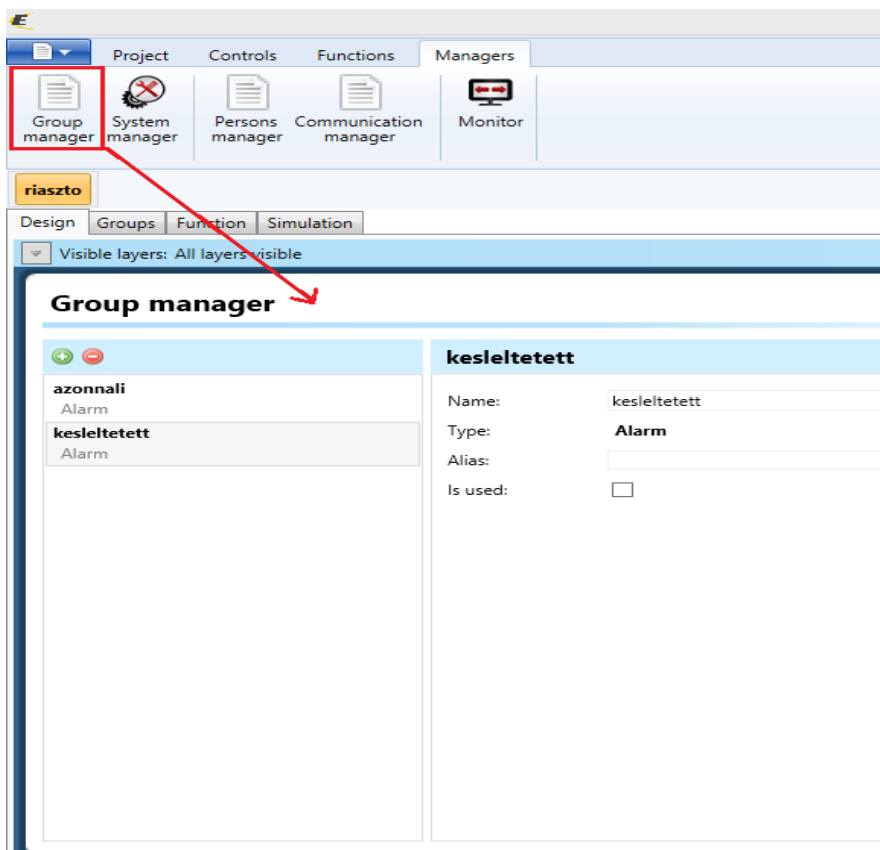 Project Controls Functions Managers
Group manager
System manager
Persons manager
Communication manager
Monitor
riaszto
Design Groups Function Simulation
Visible layers: All layers visible
Group manager
azonnali
Alarm
kesleltetett
Alarm
kesleltetett
Name: kesleltetett
Type: Alarm
Alias:
Is used: